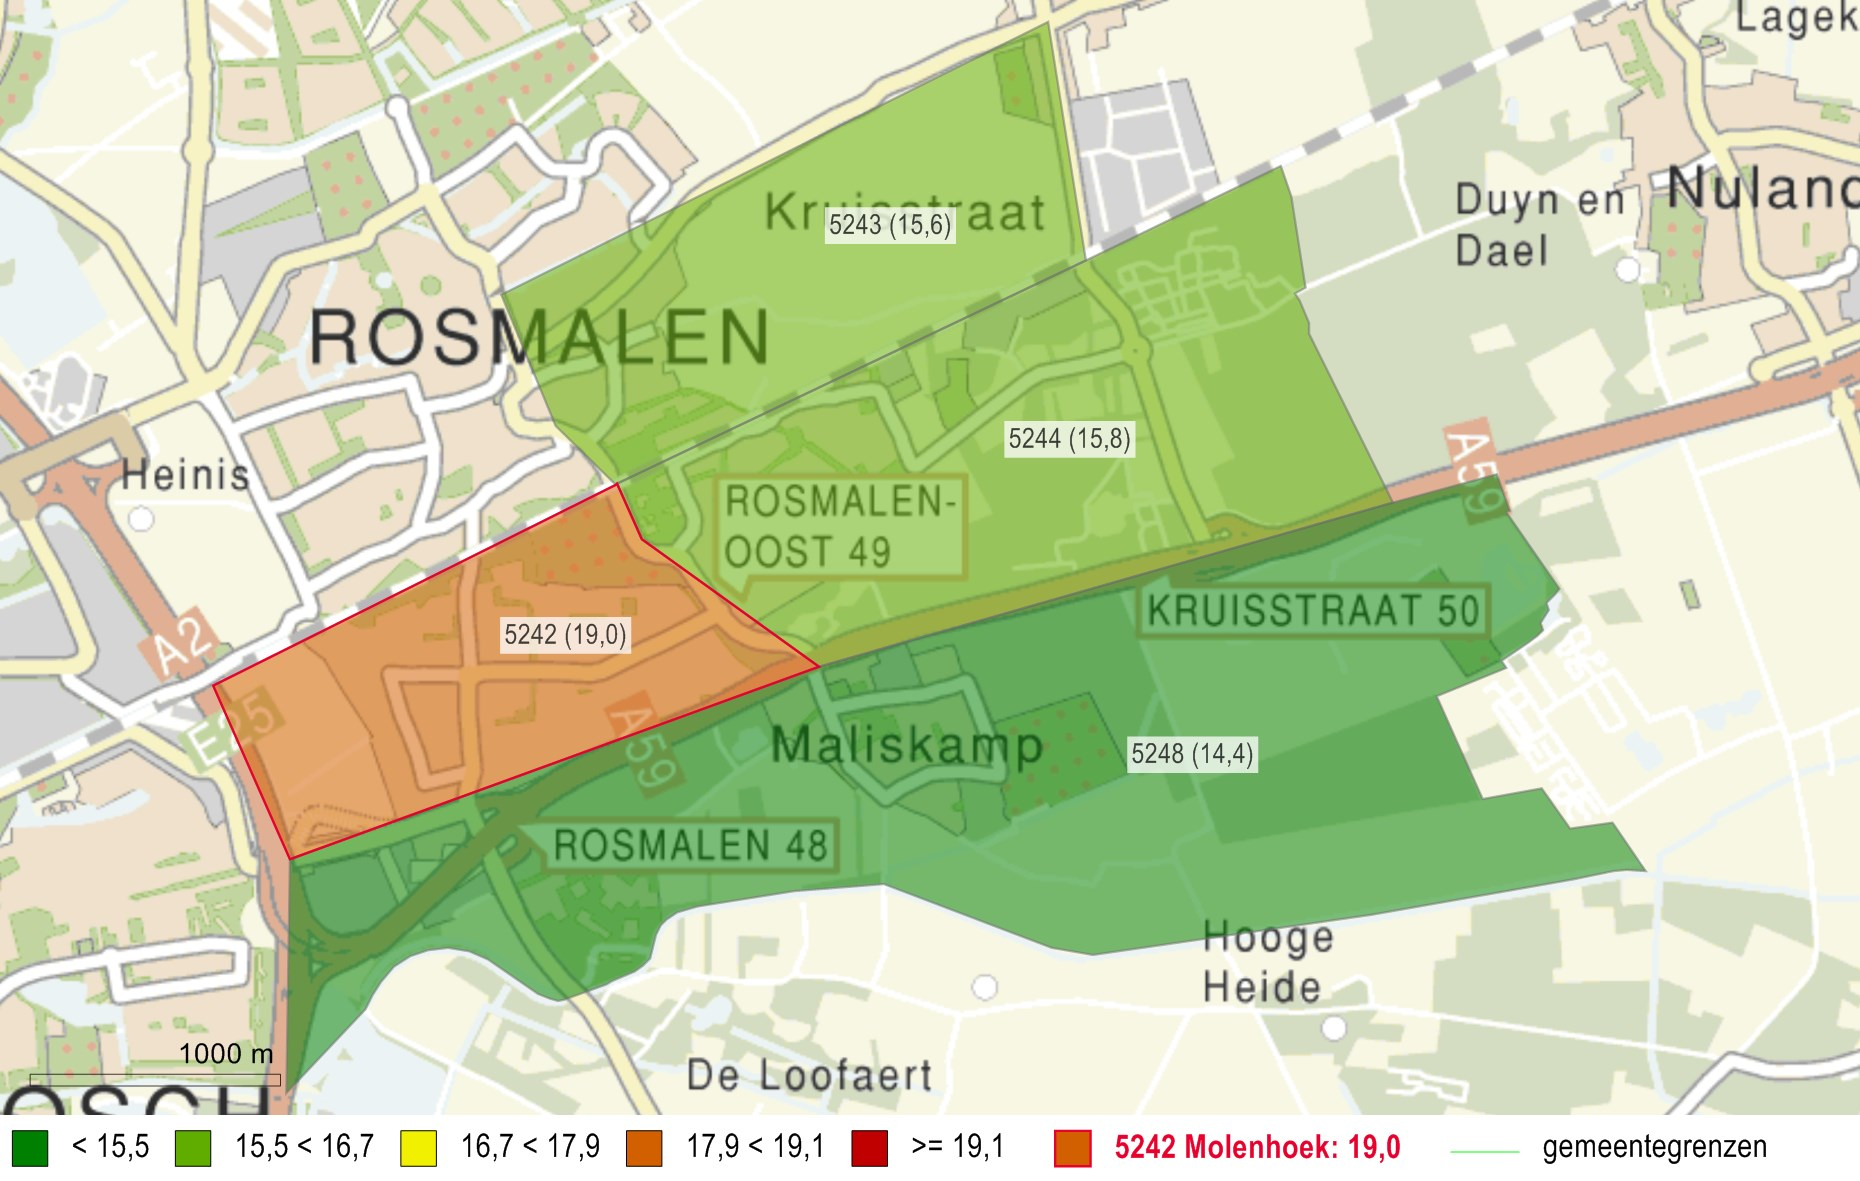 Lagek
Kruisstraat
5243 (15,6)
Duyn en
Dael
Nuland
ROSMALEN
5244 (15,8)
A59
Heinis
ROSMALEN-
OOST 49
KRUISSTRAAT 50
5242 (19,0)
A2
E25
A59
Maliskamp
5248 (14,4)
ROSMALEN 48
Hooge
Heide
1000 m
De Loofaert
OSCH
< 15,5
15,5 < 16,7
16,7 < 17,9
17,9 < 19,1
>= 19,1
5242 Molenhoek: 19,0
gemeentegrenzen